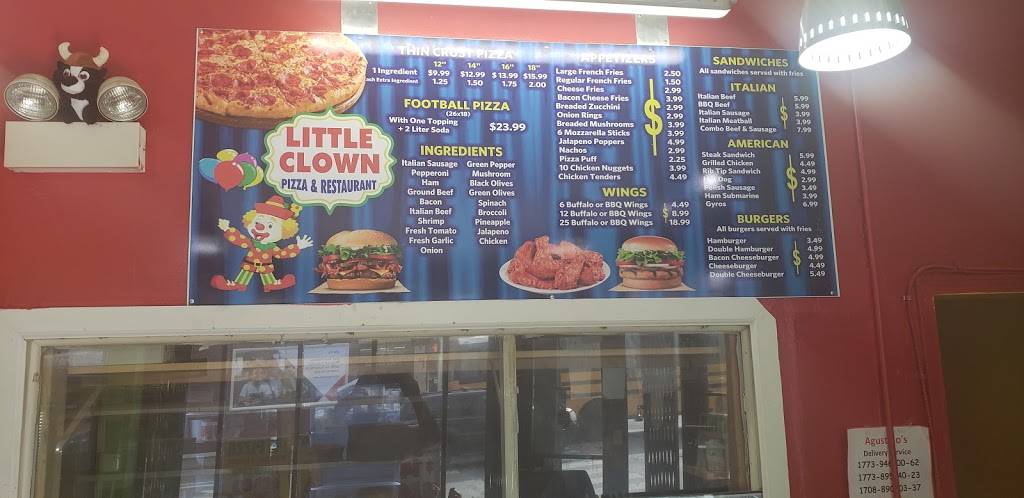 THIN CRUST PIZZA
12" 14" 16" 18"
1 Ingredient $9.99 $12.99 $13.99 $15.99
Each Extra Ingredient 1.25 1.50 1.75 2.00
FOOTBALL PIZZA
(26x18)
With One Topping
+ 2 Liter Soda $23.99
LITTLE
CLOWN
PIZZA & RESTAURANT
INGREDIENTS
Italian Sausage
Pepperoni
Ham
Ground Beef
Bacon
Italian Beef
Shrimp
Fresh Tomato
Fresh Garlic
Onion
Green Pepper
Mushroom
Black Olives
Green Olives
Spinach
Broccoli
Pineapple
Jalapeno
Chicken
APPETIZERS
Large French Fries 2.50
Regular French Fries 1.50
Cheese Fries 2.99
Bacon Cheese Fries 3.99
Breaded Zucchini 2.99
Onion Rings 2.99
Breaded Mushrooms 3.99
6 Mozzarella Sticks 3.99
Jalapeno Peppers 4.99
Nachos 2.99
Pizza Puff 2.25
10 Chicken Nuggets 3.99
Chicken Tenders 4.49
$
WINGS
6 Buffalo or BBQ Wings 4.49
12 Buffalo or BBQ Wings $ 8.99
25 Buffalo or BBQ Wings 18.99
SANDWICHES
All sandwiches served with fries
ITALIAN
Italian Beef 5.99
BBQ Beef 5.99
Italian Sausage 3.99
Italian Meatball 3.99
Combo Beef & Sausage 7.99
$
AMERICAN
Steak Sandwich 5.99
Grilled Chicken 4.49
Rib Tip Sandwich 4.99
Dog 2.99
Polish Sausage 3.49
Ham Submarine 3.99
Gyros 6.99
$
BURGERS
All burgers served with fries
Hamburger 3.49
Double Hamburger 4.99
Bacon Cheeseburger 4.99
Cheeseburger 4.49
Double Cheeseburger 5.49
$
Delivery Service